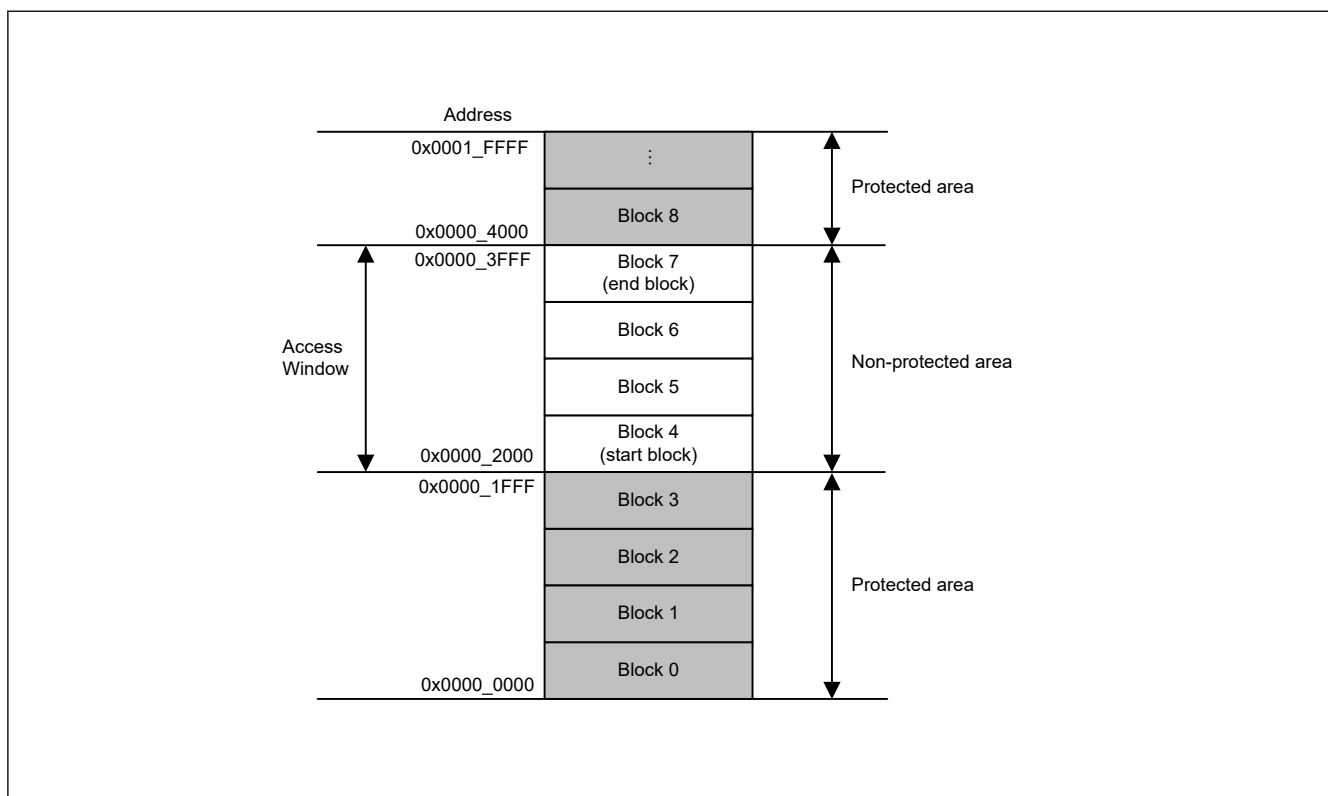 Address
0x0001_FFFF
⋮
Protected area
Block 8
0x0000_4000
0x0000_3FFF
Block 7
(end block)
Block 6
Access
Window
Non-protected area
Block 5
Block 4
(start block)
0x0000_2000
0x0000_1FFF
Block 3
Block 2
Protected area
Block 1
Block 0
0x0000_0000